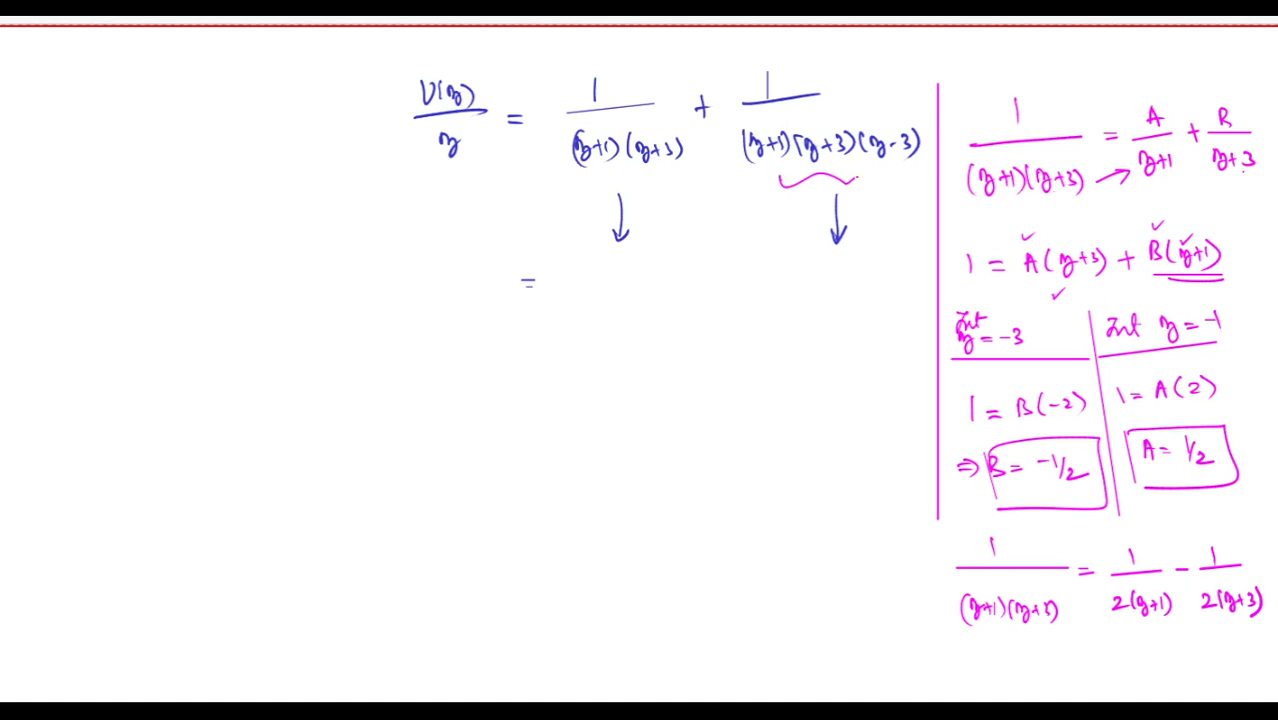 U(z)/z = 1/((z+1)(z+3)) + 1/((z+1)(z+3)(z-3))
=
1/((z+1)(z+3)) = A/(z+1) + B/(z+3)
1 = A(z+3) + B(z+1)
Put z = -3
1 = B(-2)
⇒ B = -1/2
Put z = -1
1 = A(2)
A = 1/2
1/((z+1)(z+3)) = 1/(2(z+1)) - 1/(2(z+3))